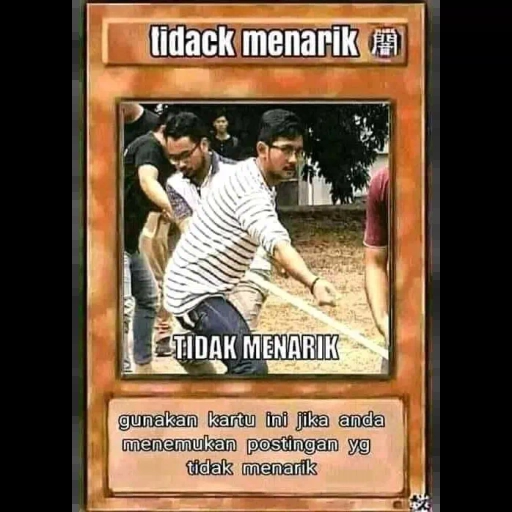 tidack menarik 闇
TIDAK MENARIK
gunakan kartu ini jika anda
menemukan postingan yg
tidak menarik